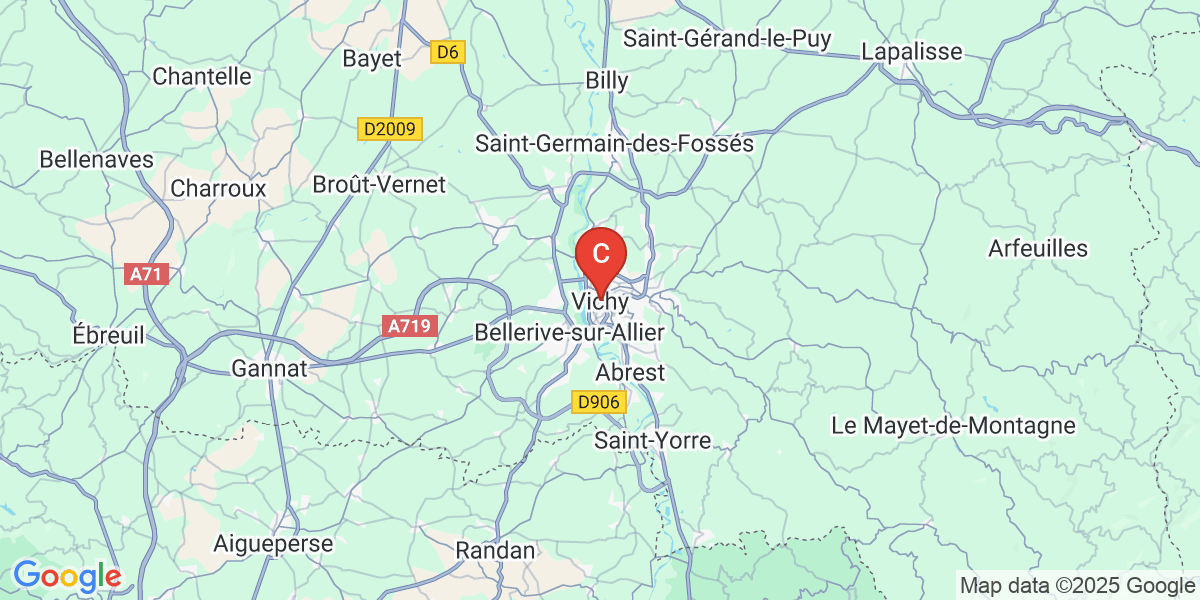 Saint-Gérand-le-Puy
Lapalisse
D6
Bayet
Chantelle
Billy
D2009
Saint-Germain-des-Fossés
Bellenaves
Charroux
Broût-Vernet
Arfeuilles
C
A71
Vichy
A719
Ébreuil
Bellerive-sur-Allier
Gannat
Abrest
D906
Le Mayet-de-Montagne
Saint-Yorre
Aigueperse
Randan
Google
Map data ©2025 Google